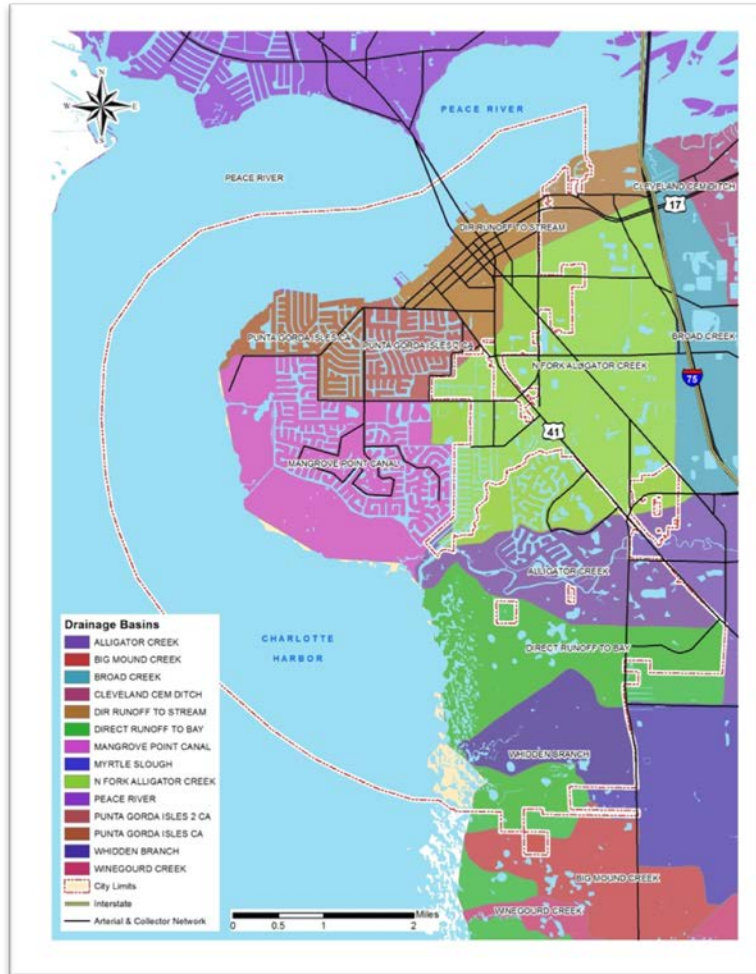 N
W
E
S
PEACE RIVER
PEACE RIVER
CLEVELAND CEM DITCH
17
DIR RUNOFF TO STREAM
PUNTA GORDA ISLES CA
PUNTA GORDA ISLES 2 CA
BROAD CREEK
N FORK ALLIGATOR CREEK
75
41
MANGROVE POINT CANAL
ALLIGATOR CREEK
CHARLOTTE
HARBOR
DIRECT RUNOFF TO BAY
WHIDDEN BRANCH
BIG MOUND CREEK
WINEGOURD CREEK
Drainage Basins
ALLIGATOR CREEK
BIG MOUND CREEK
BROAD CREEK
CLEVELAND CEM DITCH
DIR RUNOFF TO STREAM
DIRECT RUNOFF TO BAY
MANGROVE POINT CANAL
MYRTLE SLOUGH
N FORK ALLIGATOR CREEK
PEACE RIVER
PUNTA GORDA ISLES 2 CA
PUNTA GORDA ISLES CA
WHIDDEN BRANCH
WINEGOURD CREEK
City Limits
Interstate
Arterial & Collector Network
Miles
0 0.5 1 2